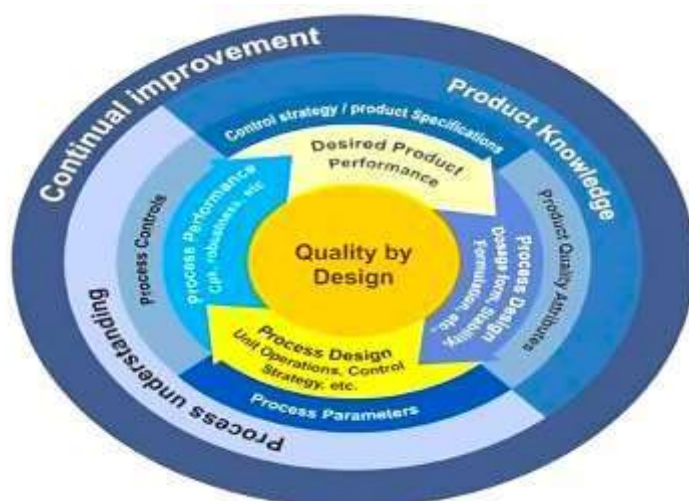 Continual improvement
Product Knowledge
Control strategy / product Specifications
Desired Product
Performance
Process Performance
Cpk, robustness, etc
Process Controls
Quality by
Design
Process Design
Dosage form, Stability,
Formulation, etc.,
Product Quality Attributes
Process Design
Unit Operations, Control
Strategy, etc.
Process Parameters
Process understanding